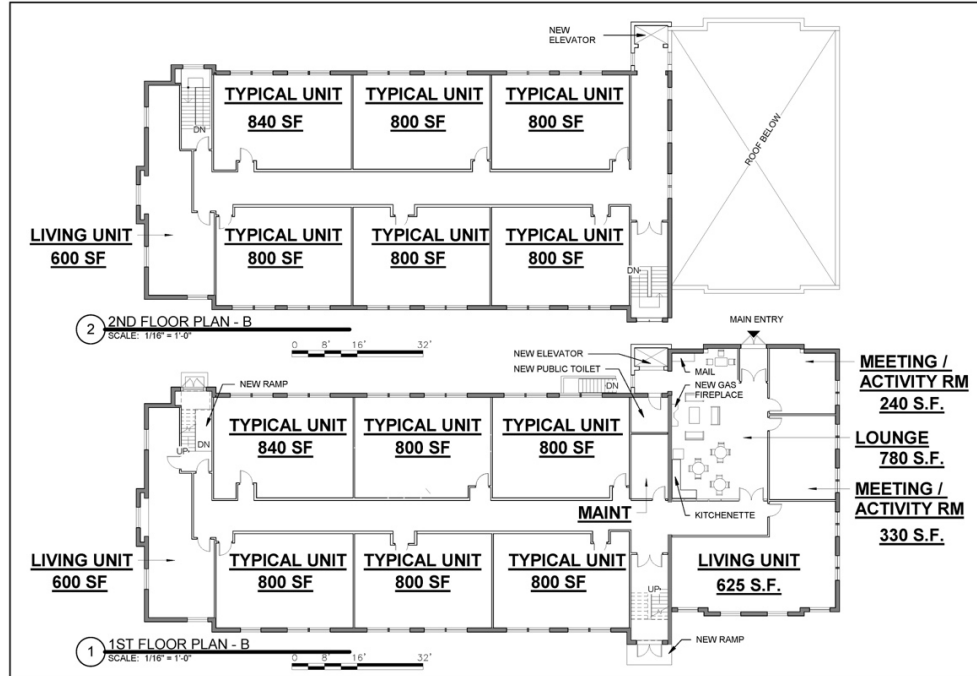 NEW
ELEVATOR
TYPICAL UNIT
840 SF
TYPICAL UNIT
800 SF
TYPICAL UNIT
800 SF
DN
ROOF BELOW
LIVING UNIT
600 SF
TYPICAL UNIT
800 SF
TYPICAL UNIT
800 SF
TYPICAL UNIT
800 SF
DN
2
2ND FLOOR PLAN - B
SCALE: 1/16" = 1'-0"
0 8 16' 32'
MAIN ENTRY
NEW ELEVATOR
NEW PUBLIC TOILET
MAIL
NEW GAS
FIREPLACE
MEETING /
ACTIVITY RM
240 S.F.
NEW RAMP
DN
UP
DN
TYPICAL UNIT
840 SF
TYPICAL UNIT
800 SF
TYPICAL UNIT
800 SF
LOUNGE
780 S.F.
MAINT
KITCHENETTE
MEETING /
ACTIVITY RM
330 S.F.
LIVING UNIT
600 SF
TYPICAL UNIT
800 SF
TYPICAL UNIT
800 SF
TYPICAL UNIT
800 SF
UP
LIVING UNIT
625 S.F.
NEW RAMP
1
1ST FLOOR PLAN - B
SCALE: 1/16" = 1'-0"
0 8 16' 32'